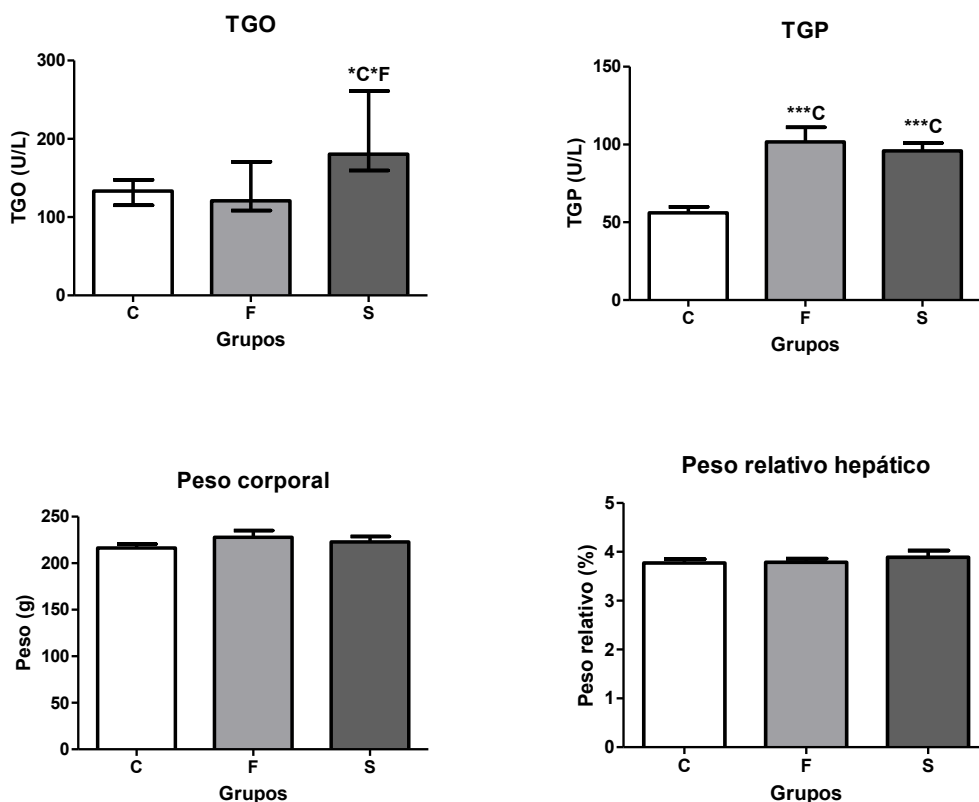 TGO
300
200
100
0
TGO (U/L)
*C*F
C F S
Grupos
TGP
150
100
50
0
TGP (U/L)
***C
***C
C F S
Grupos
Peso corporal
250
200
150
100
50
0
Peso (g)
C F S
Grupos
Peso relativo hepático
5
4
3
2
1
0
Peso relativo (%)
C F S
Grupos